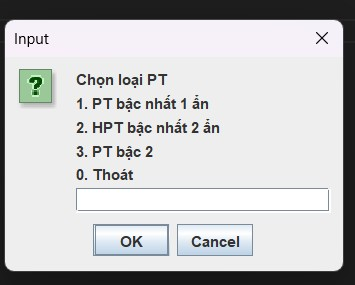 Input
Chọn loại PT
1. PT bậc nhất 1 ẩn
2. HPT bậc nhất 2 ẩn
3. PT bậc 2
0. Thoát
OK Cancel